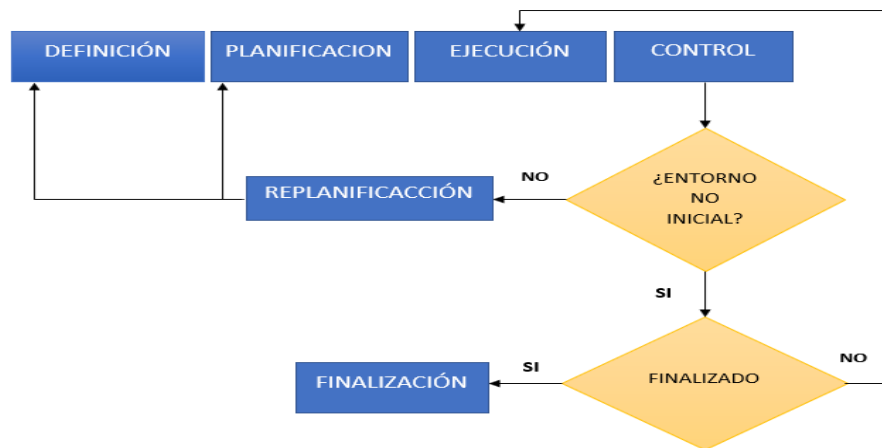 DEFINICIÓN
PLANIFICACION
EJECUCIÓN
CONTROL
¿ENTORNO
NO
INICIAL?
NO
REPLANIFICACCIÓN
SI
FINALIZADO
NO
SI
FINALIZACIÓN